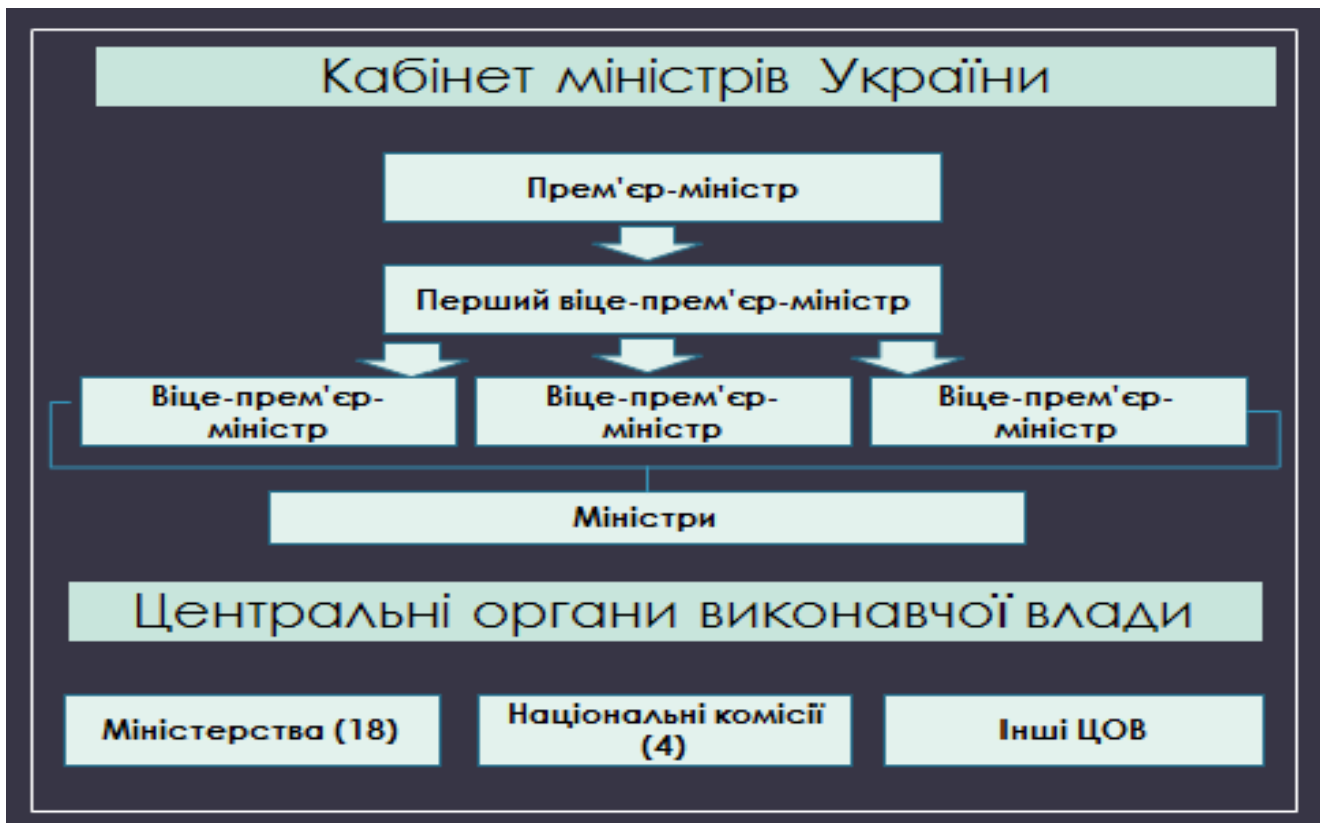 Кабінет міністрів України
Прем'єр-міністр
Перший віце-прем'єр-міністр
Віце-прем'єр-
міністр
Віце-прем'єр-
міністр
Віце-прем'єр-
міністр
Міністри
Центральні органи виконавчої влади
Міністерства (18)
Національні комісії
(4)
Інші ЦОВ